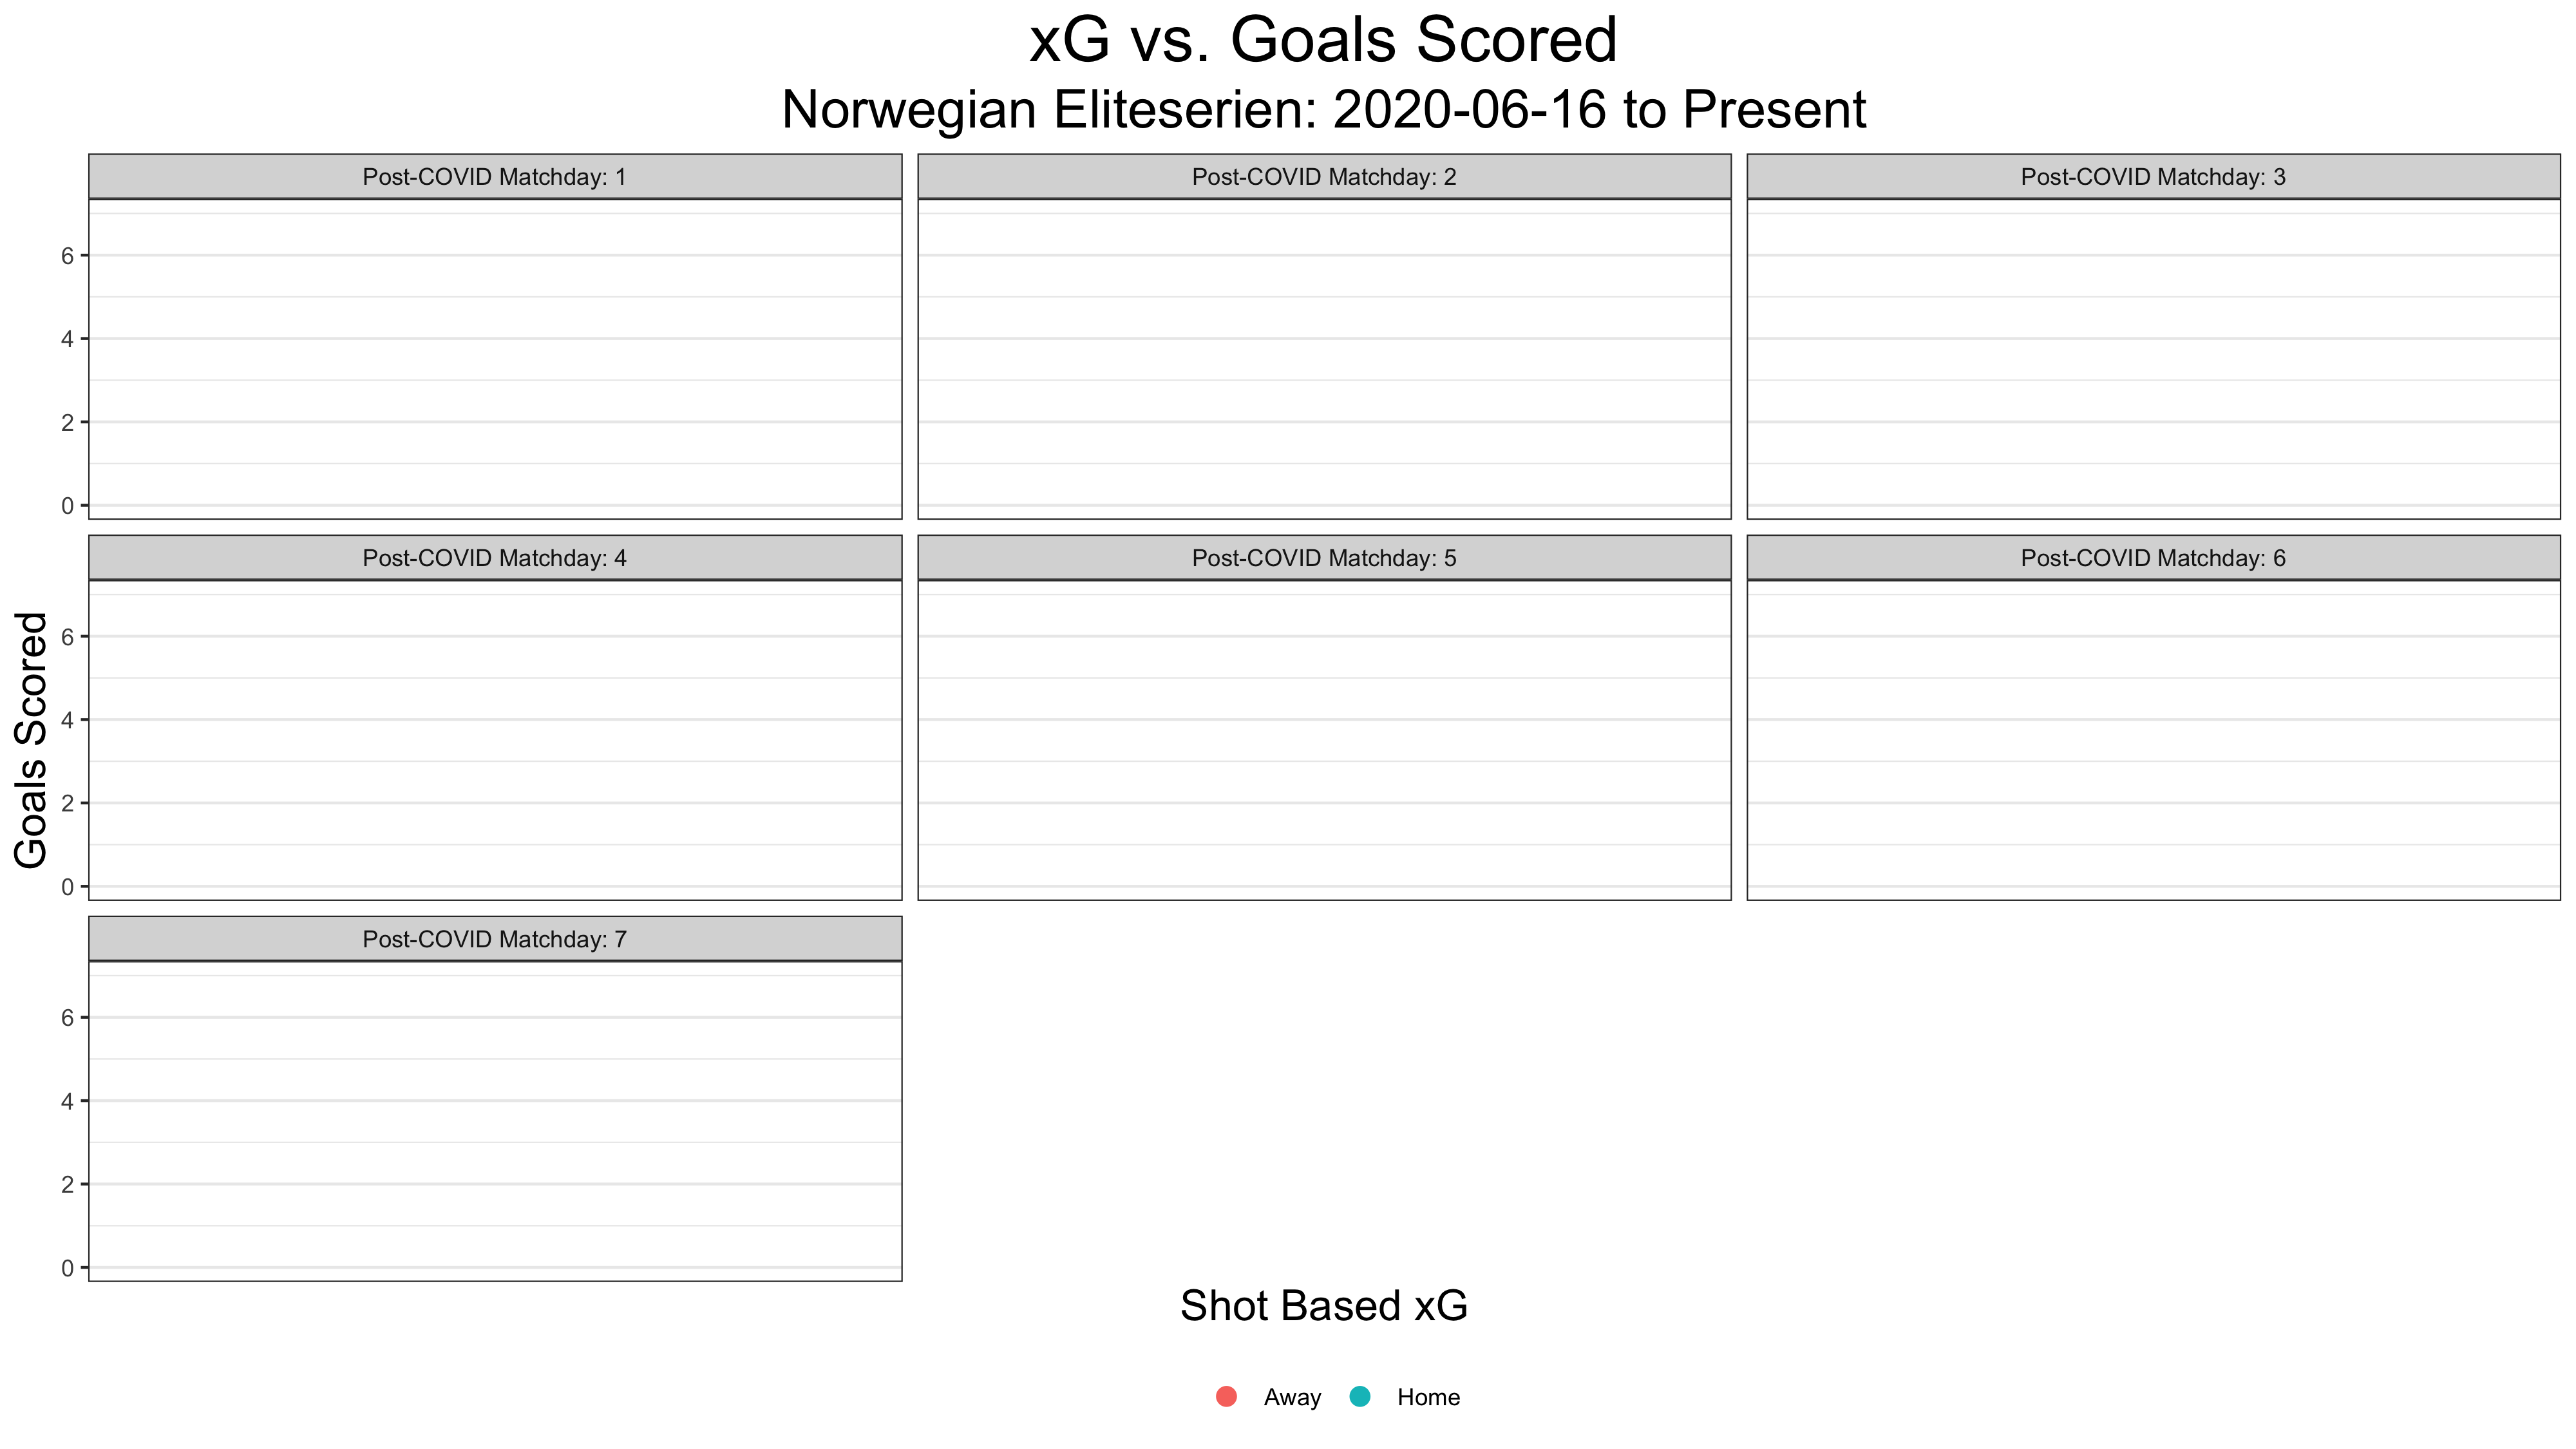 xG vs. Goals Scored
Norwegian Eliteserien: 2020-06-16 to Present
Post-COVID Matchday: 1
Post-COVID Matchday: 2
Post-COVID Matchday: 3
6
4
2
0
Post-COVID Matchday: 4
Post-COVID Matchday: 5
Post-COVID Matchday: 6
Goals Scored
6
4
2
0
Post-COVID Matchday: 7
6
4
2
0
Shot Based xG
Away
Home